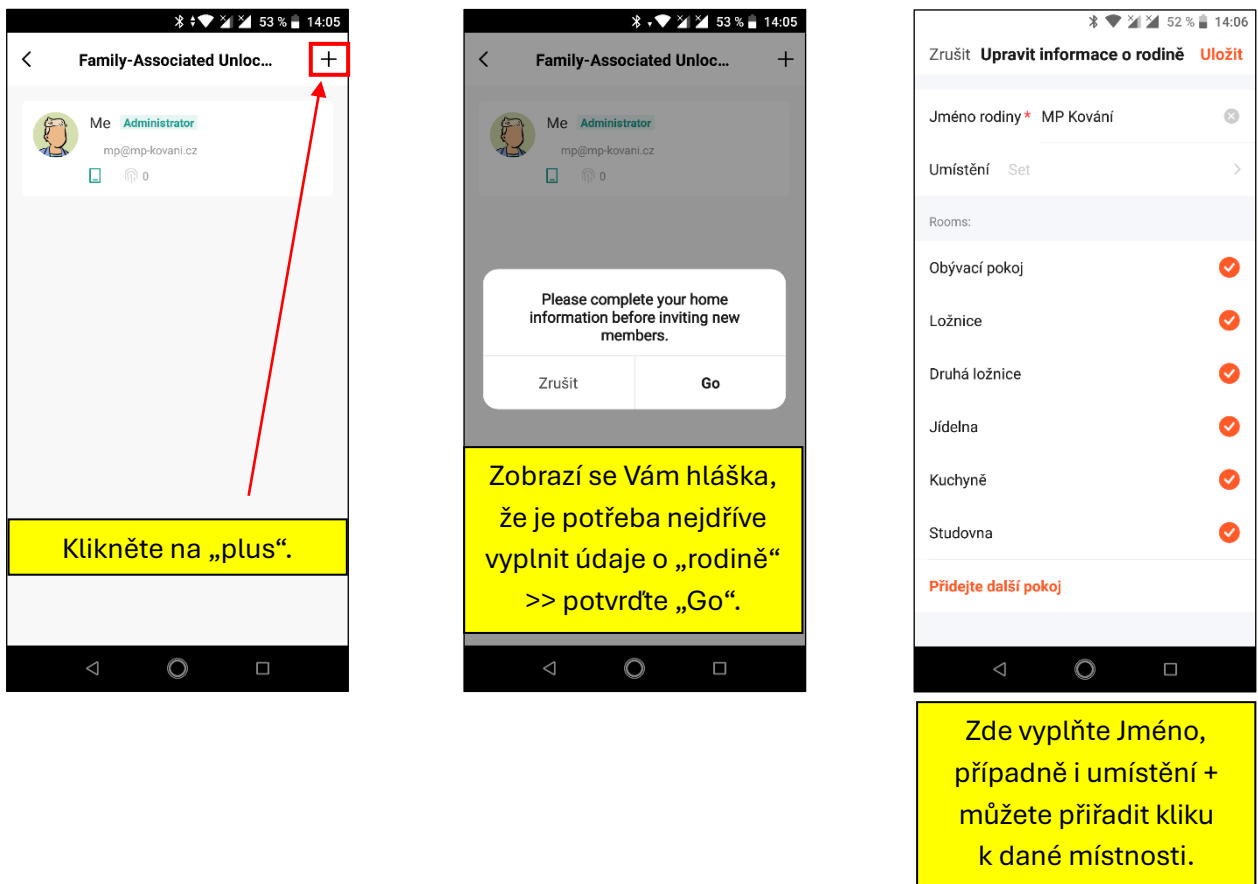 53 % 14:05
Family-Associated Unloc...
Me Administrator
mp@mp-kovani.cz
0
Klikněte na „plus“.
53 % 14:05
Family-Associated Unloc...
Me Administrator
mp@mp-kovani.cz
0
Please complete your home
information before inviting new
members.
Zrušit Go
Zobrazí se Vám hláška,
že je potřeba nejdříve
vyplnit údaje o „rodině“
>> potvrďte „Go“.
52 % 14:06
Zrušit Upravit informace o rodině Uložit
Jméno rodiny * MP Kování
Umístění Set
Rooms:
Obývací pokoj
Ložnice
Druhá ložnice
Jídelna
Kuchyně
Studovna
Přidejte další pokoj
Zde vyplňte Jméno,
případně i umístění +
můžete přiřadit kliku
k dané místnosti.